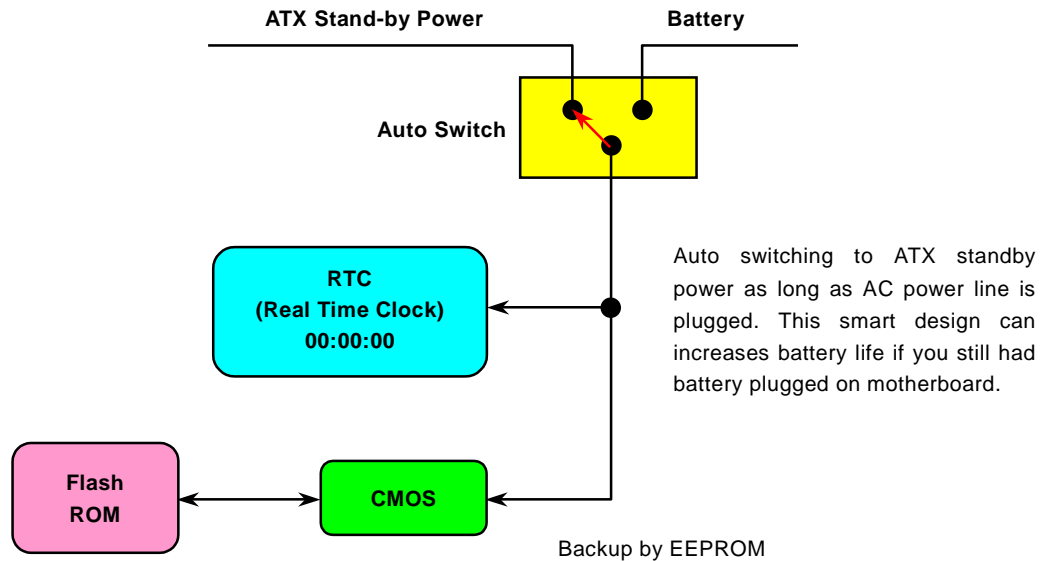 ATX Stand-by Power
Battery
Auto Switch
RTC
(Real Time Clock)
00:00:00
Auto switching to ATX standby
power as long as AC power line is
plugged. This smart design can
increases battery life if you still had
battery plugged on motherboard.
Flash
ROM
CMOS
Backup by EEPROM